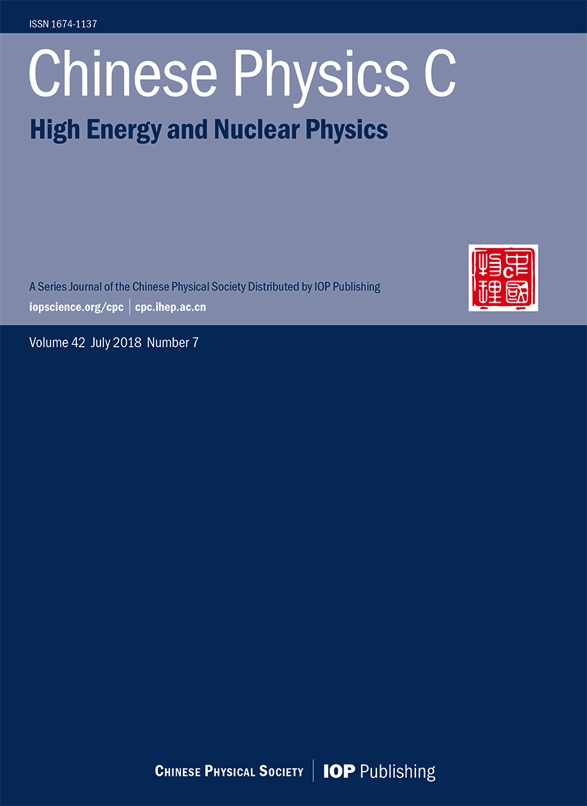 ISSN 1674-1137
Chinese Physics C
High Energy and Nuclear Physics
A Series Journal of the Chinese Physical Society Distributed by IOP Publishing
iopscience.org/cpc | cpc.ihep.ac.cn
中國
C
物理
Volume 42 July 2018 Number 7
CHINESE PHYSICAL SOCIETY | IOP Publishing